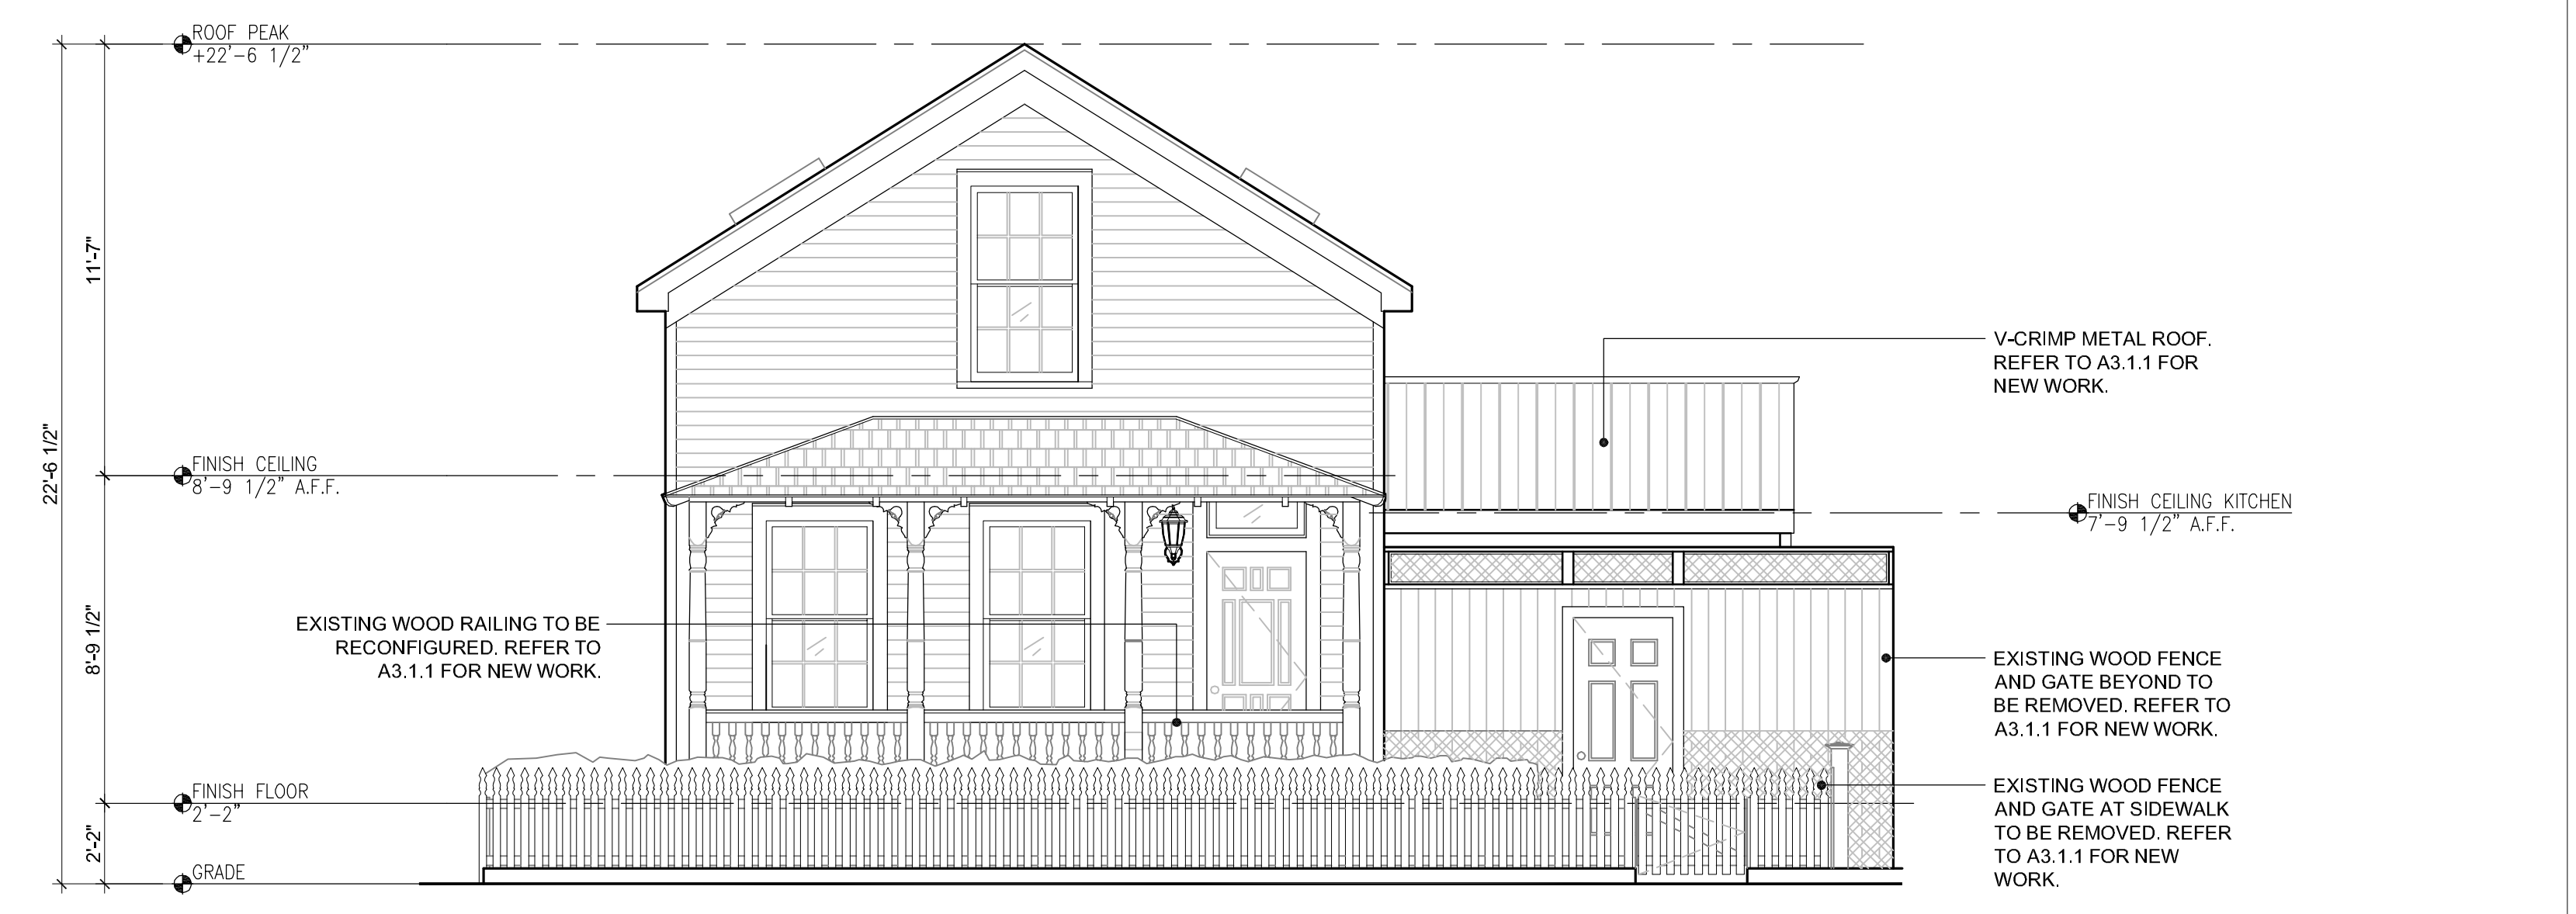 ROOF PEAK
+22'-6 1/2"
11'-7"
22'-6 1/2"
FINISH CEILING
8'-9 1/2" A.F.F.
8'-9 1/2"
EXISTING WOOD RAILING TO BE
RECONFIGURED. REFER TO
A3.1.1 FOR NEW WORK.
FINISH FLOOR
2'-2"
2'-2"
GRADE
V-CRIMP METAL ROOF.
REFER TO A3.1.1 FOR
NEW WORK.
FINISH CEILING KITCHEN
7'-9 1/2" A.F.F.
EXISTING WOOD FENCE
AND GATE BEYOND TO
BE REMOVED. REFER TO
A3.1.1 FOR NEW WORK.
EXISTING WOOD FENCE
AND GATE AT SIDEWALK
TO BE REMOVED. REFER
TO A3.1.1 FOR NEW
WORK.